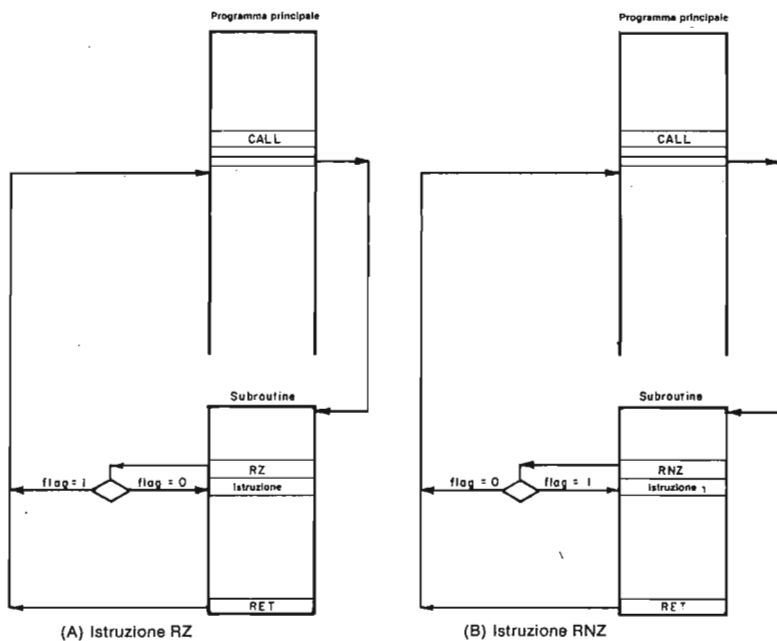 Programma principale
CALL
Subroutine
RZ
flag = 1
flag = 0
Istruzione
RET
(A) Istruzione RZ
Programma principale
CALL
Subroutine
RNZ
flag = 0
flag = 1
Istruzione
RET
(B) Istruzione RNZ